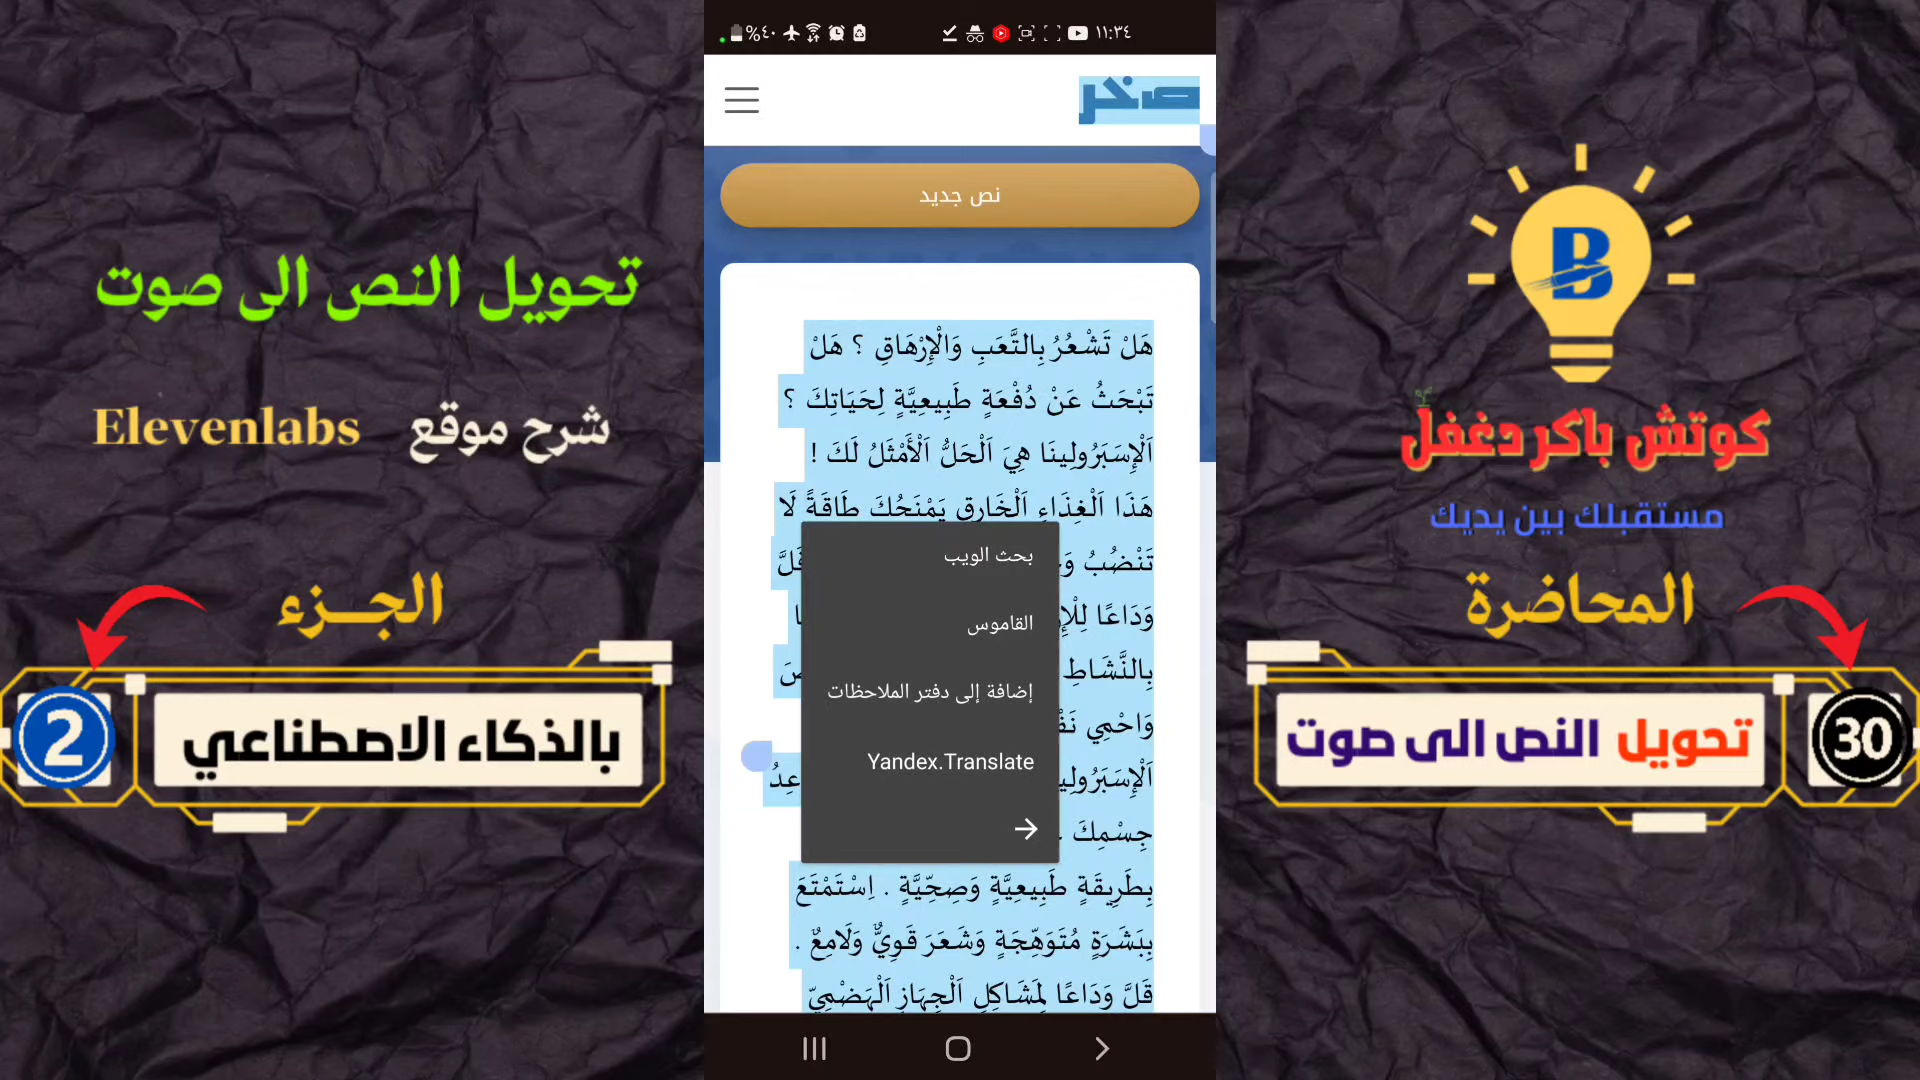 تحويل النص الى صوت
شرح موقع Elevenlabs
الجزء
2
بالذكاء الاصطناعي
%٤٠
١١:٣٤
صخر
نص جديد
هَلْ تَشْعُرُ بِالتَّعَبِ وَالْإِرْهَاقِ ؟ هَلْ
تَبْحَثُ عَنْ دُفْعَةٍ طَبِيعِيَّةٍ لِحَيَاتِكَ ؟
اَلْإِسَبَرُولِينَا هِيَ اَلْحَلُّ اَلْأَمْثَلُ لَكَ !
هَذَا اَلْغِذَاءِ اَلْخَارِقِ يَمْنَحُكَ طَاقَةً لَا
تَنْضُبُ
وَدَاعًا
بِالنَّشَاطِ
وَاحْمِي
جِسْمِكَ
بِطَرِيقَةٍ طَبِيعِيَّةٍ وَصِحِّيَّةٍ . اِسْتَمْتَعَ
بِبَشَرَةٍ مُتَوَهِّجَةٍ وَشَعَرَ قَوِيٌّ وَلَامِعٌ .
قَلَّ وَدَاعًا لِمَشَاكِلِ اَلْجِهَازِ اَلْهَضْمِيِّ
بحث الويب
القاموس
إضافة إلى دفتر الملاحظات
Yandex.Translate
B
كوتش باكر دغفل
مستقبلك بين يديك
المحاضرة
تحويل النص الى صوت
30